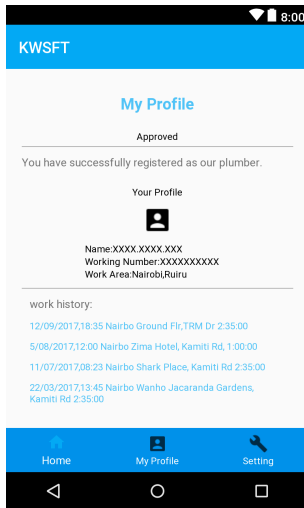 8:00
KWSFT
My Profile
Approved
You have successfully registered as our plumber.
Your Profile
Name:XXXX.XXXX.XXX
Working Number:XXXXXXXXXX
Work Area:Nairobi,Ruiru
work history:
12/09/2017,18:35 Nairbo Ground Flr,TRM Dr 2:35:00
5/08/2017,12:00 Nairbo Zima Hotel, Kamiti Rd, 1:00:00
11/07/2017,08:23 Nairbo Shark Place, Kamiti Rd 2:35:00
22/03/2017,13:45 Nairbo Wanho Jacaranda Gardens,
Kamiti Rd 2:35:00
Home
My Profile
Setting